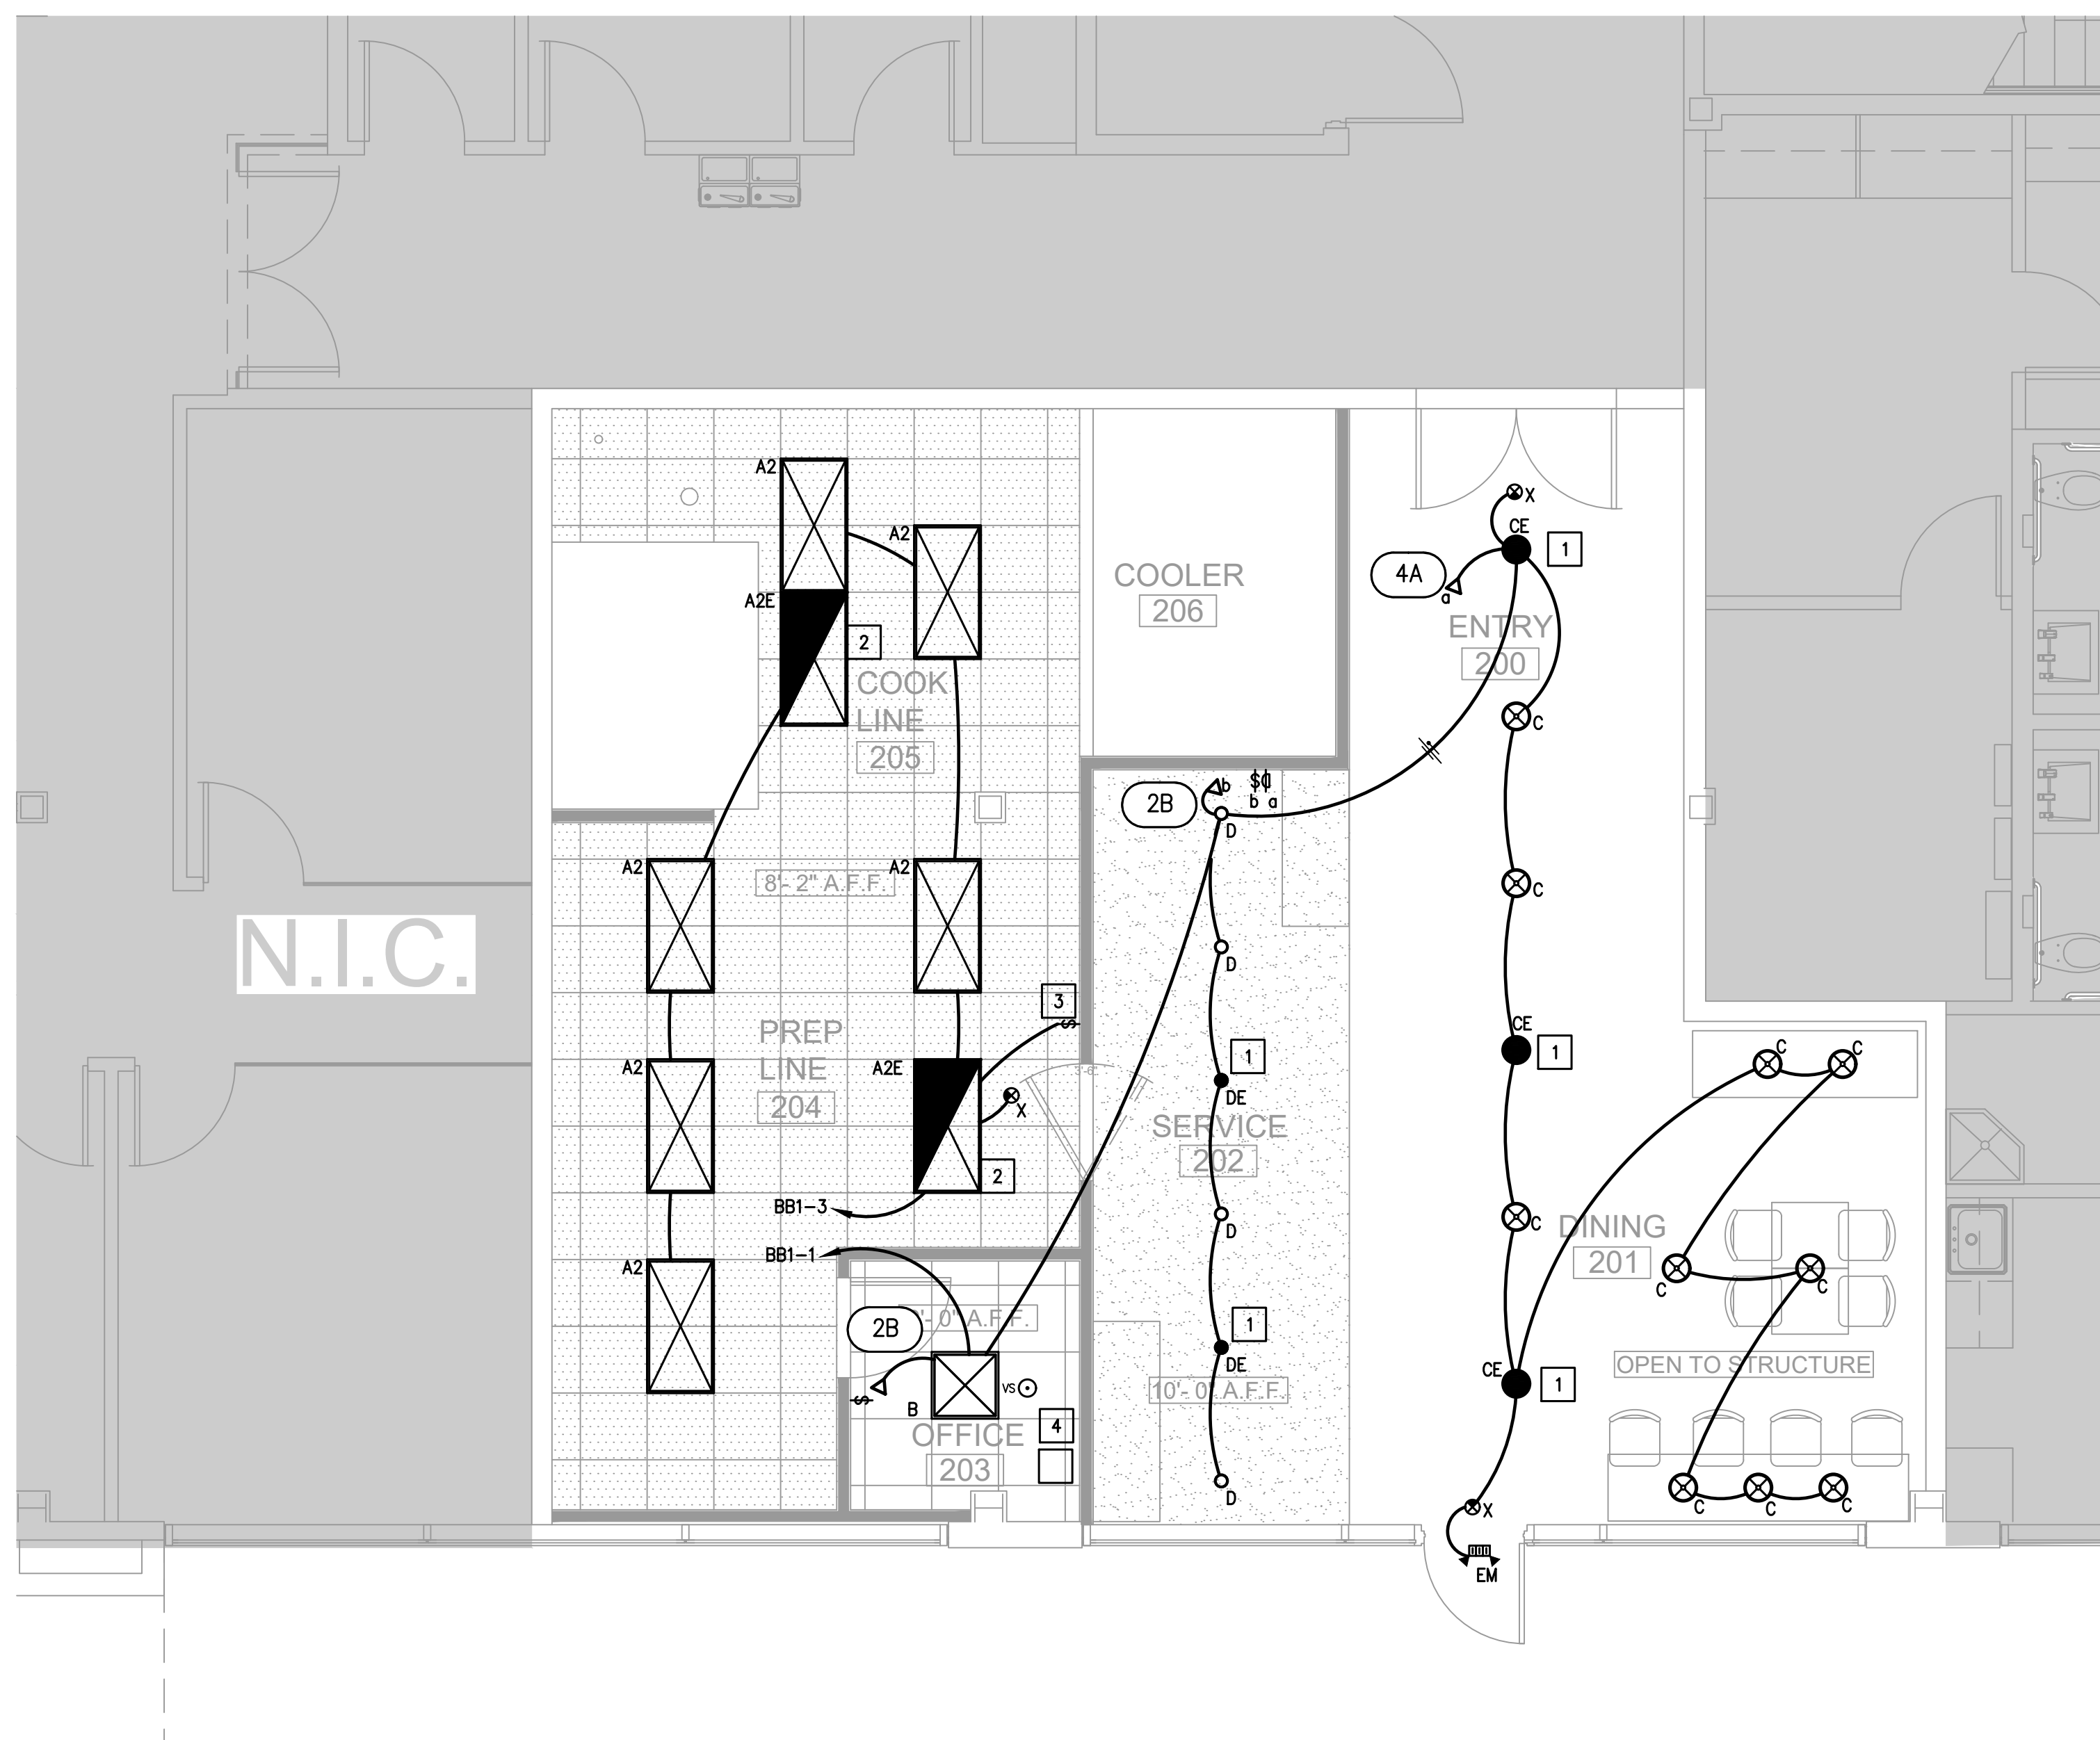 A2
X
A2
CE
1
4A
a
COOLER
206
A2E
2
ENTRY
200
COOK
LINE
205
C
$
b
b a
2B
D
A2
A2
8'- 2" A.F.F.
C
N.I.C.
D
3
$
PREP
LINE
204
A2
A2E
X
1
DE
CE
1
C
C
SERVICE
202
2
BB1-3
D
C
DINING
201
C
C
BB1-1
A2
- 0" A.F.F.
2B
1
DE
10'- 0" A.F.F.
CE
1
OPEN TO STRUCTURE
VS
$
B
4
OFFICE
203
D
X
C
C
C
EM